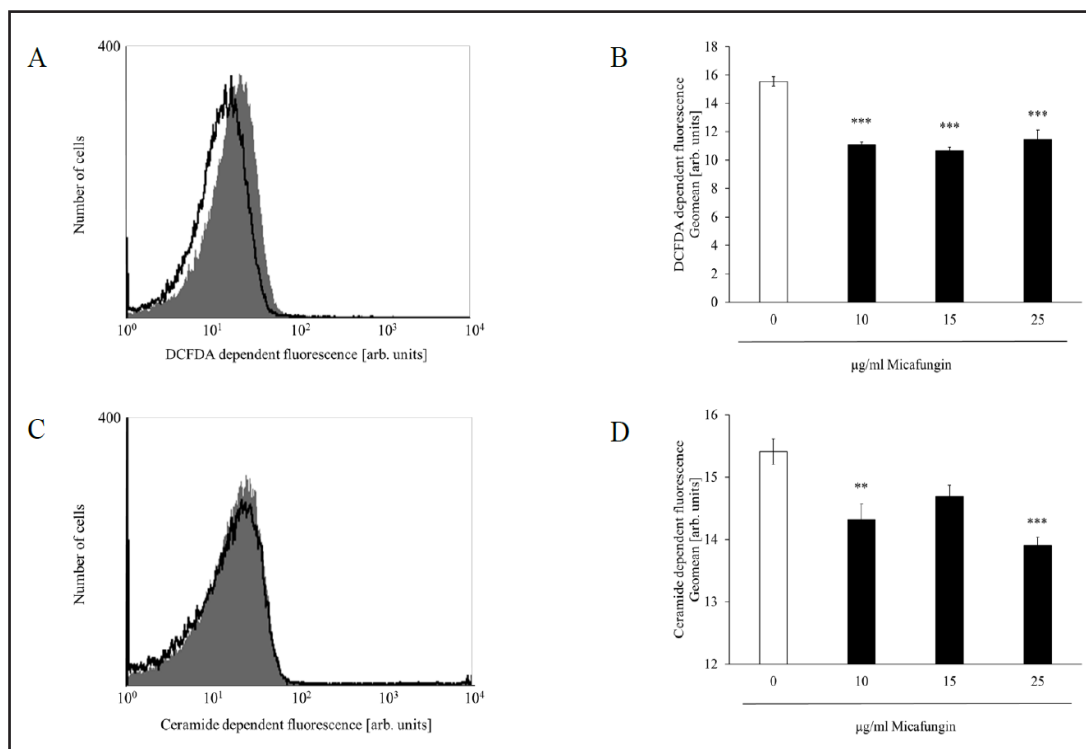 A
400
Number of cells
10⁰ 10¹ 10² 10³ 10⁴
DCFDA dependent fluorescence [arb. units]
B
DCFDA dependent fluorescence
Geomean [arb. units]
18
16
14
12
10
8
6
4
2
0
*** *** ***
0 10 15 25
µg/ml Micafungin
C
400
Number of cells
10⁰ 10¹ 10² 10³ 10⁴
Ceramide dependent fluorescence [arb. units]
D
Ceramide dependent fluorescence
Geomean [arb. units]
16
15
14
13
12
** ***
0 10 15 25
µg/ml Micafungin